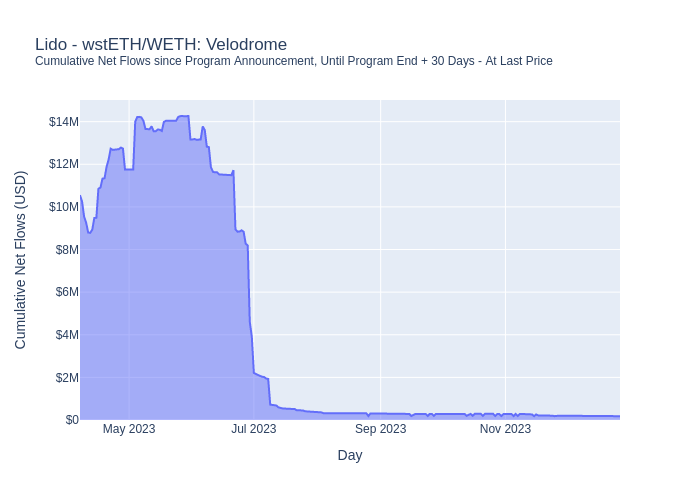 Lido - wstETH/WETH: Velodrome
Cumulative Net Flows since Program Announcement, Until Program End + 30 Days - At Last Price
$14M
$12M
$10M
$8M
$6M
$4M
$2M
$0
Cumulative Net Flows (USD)
May 2023
Jul 2023
Sep 2023
Nov 2023
Day